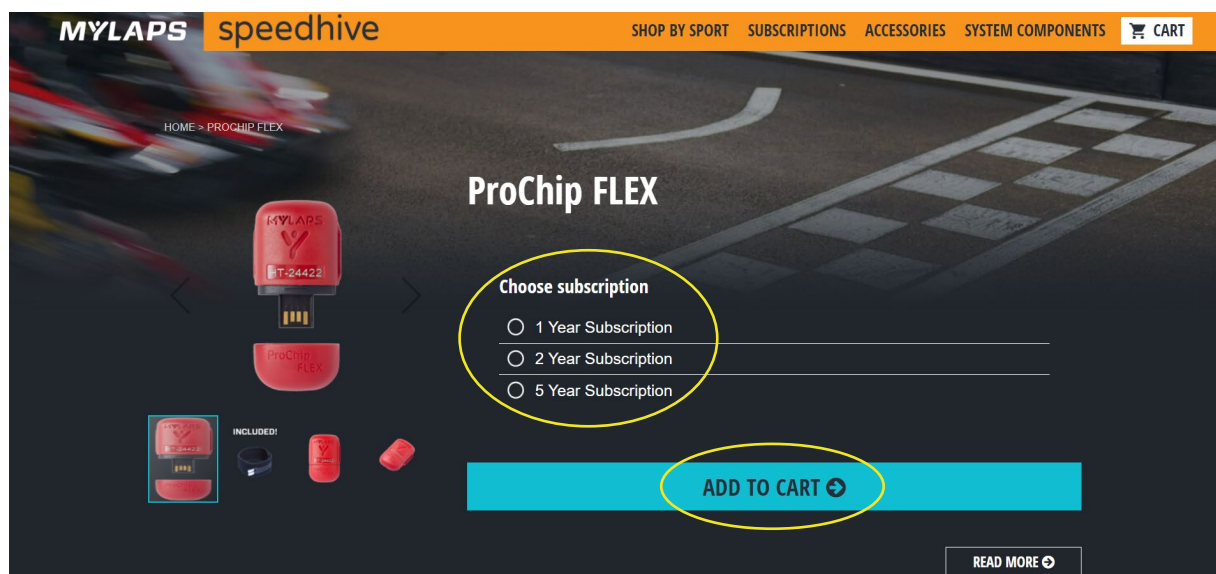 MYLAPS speedhive SHOP BY SPORT SUBSCRIPTIONS ACCESSORIES SYSTEM COMPONENTS CART
HOME > PROCHIP FLEX
ProChip FLEX
MYLAPS
HT-24422
ProChip
FLEX
Choose subscription
1 Year Subscription
2 Year Subscription
5 Year Subscription
INCLUDED!
ADD TO CART
READ MORE